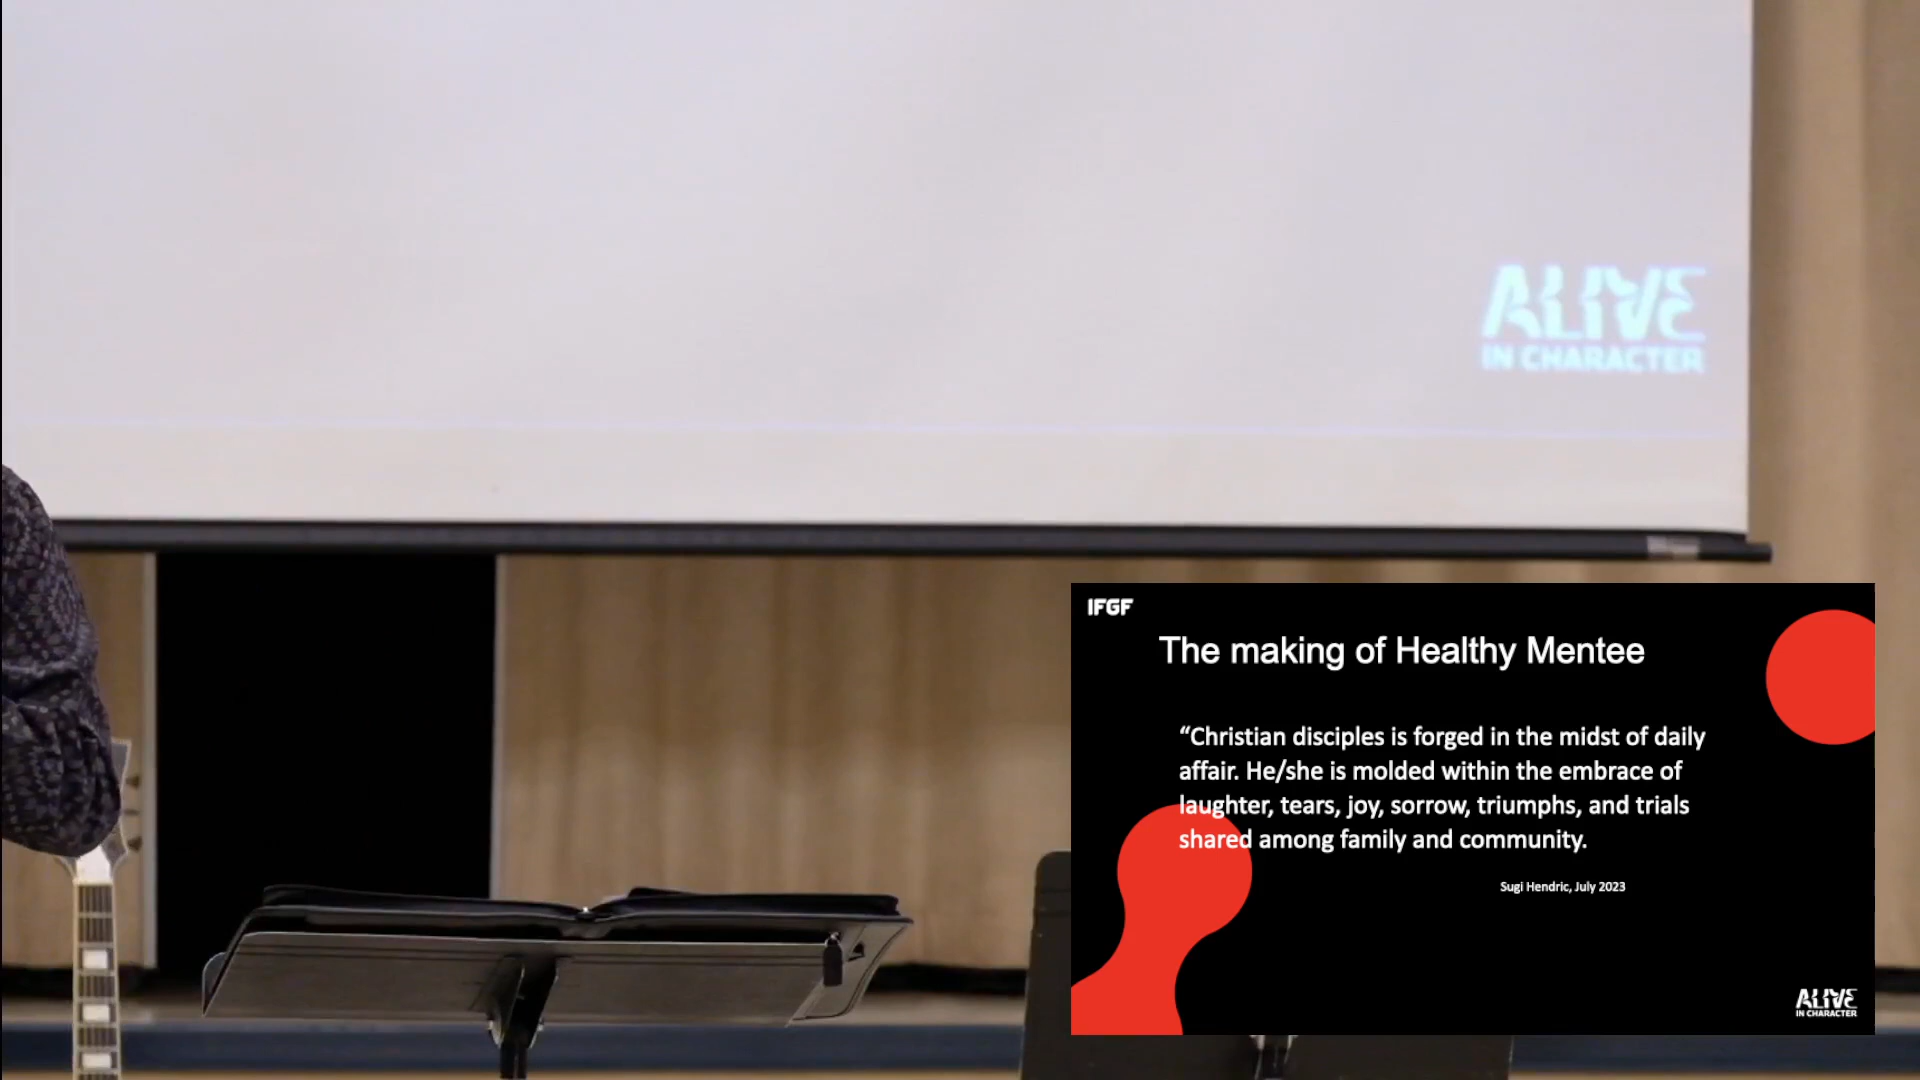 ALIVE
IN CHARACTER
IFGF
The making of Healthy Mentee
“Christian disciples is forged in the midst of daily
affair. He/she is molded within the embrace of
laughter, tears, joy, sorrow, triumphs, and trials
shared among family and community.
Sugi Hendric, July 2023
ALIVE
IN CHARACTER